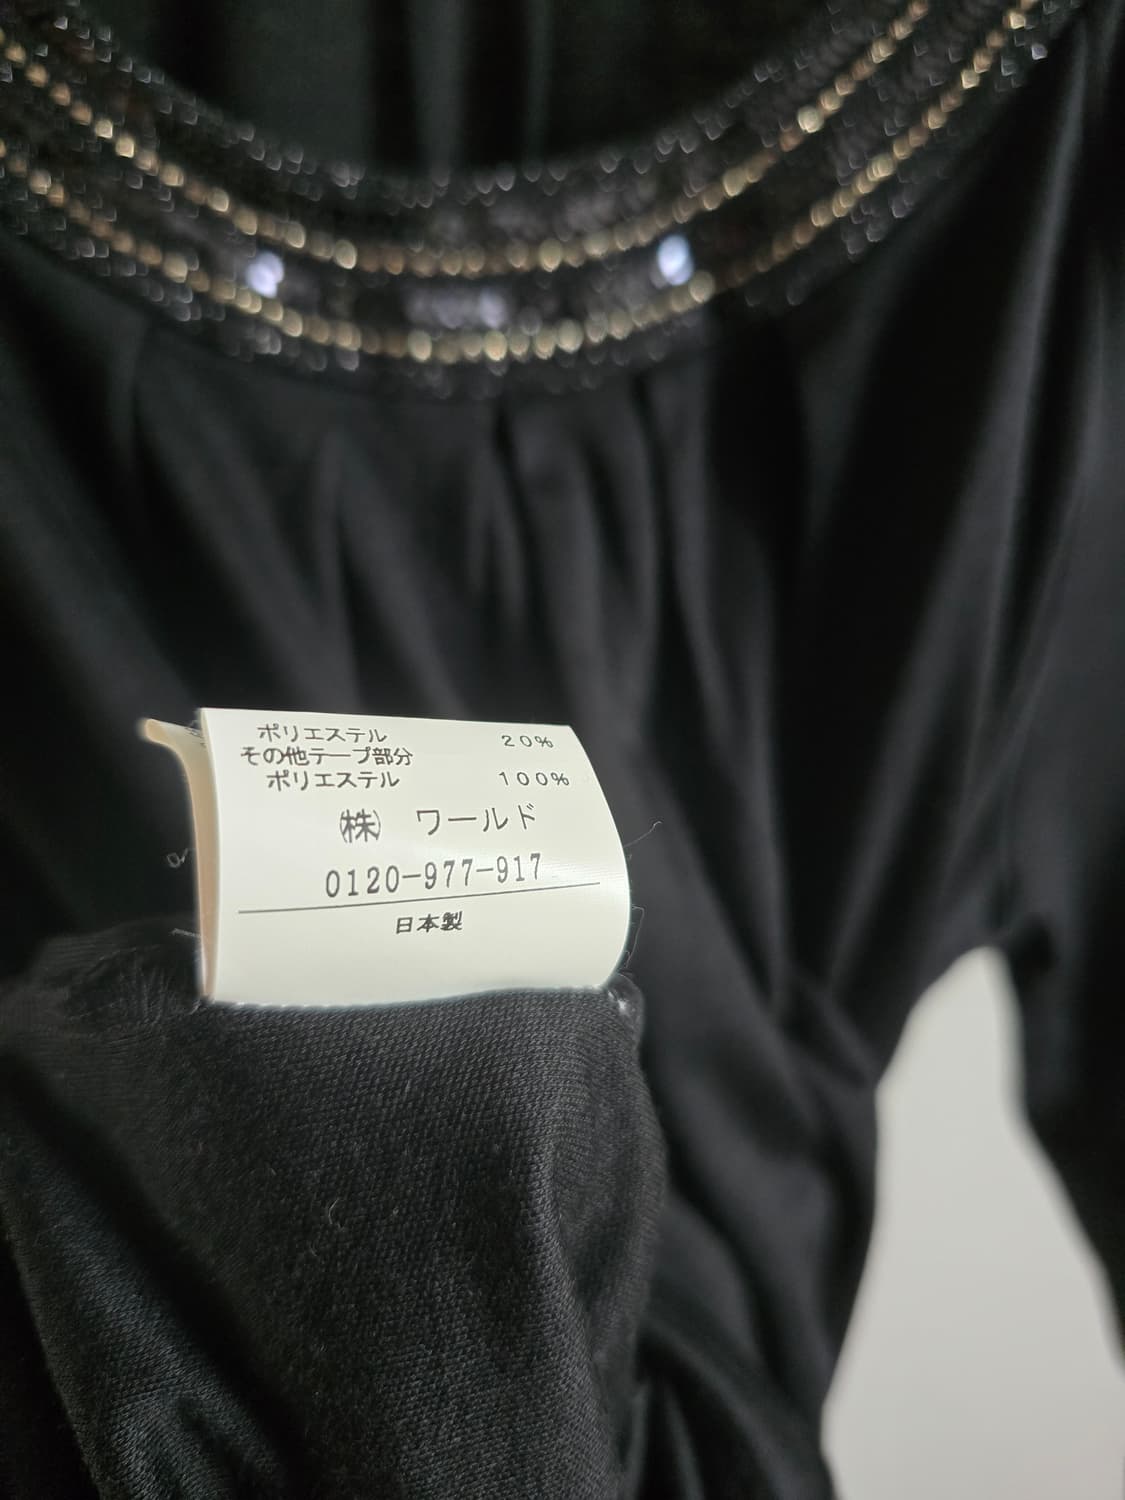 ポリエステル 20%
その他テープ部分
ポリエステル 100%
㈱ ワールド
0120-977-917
日本製